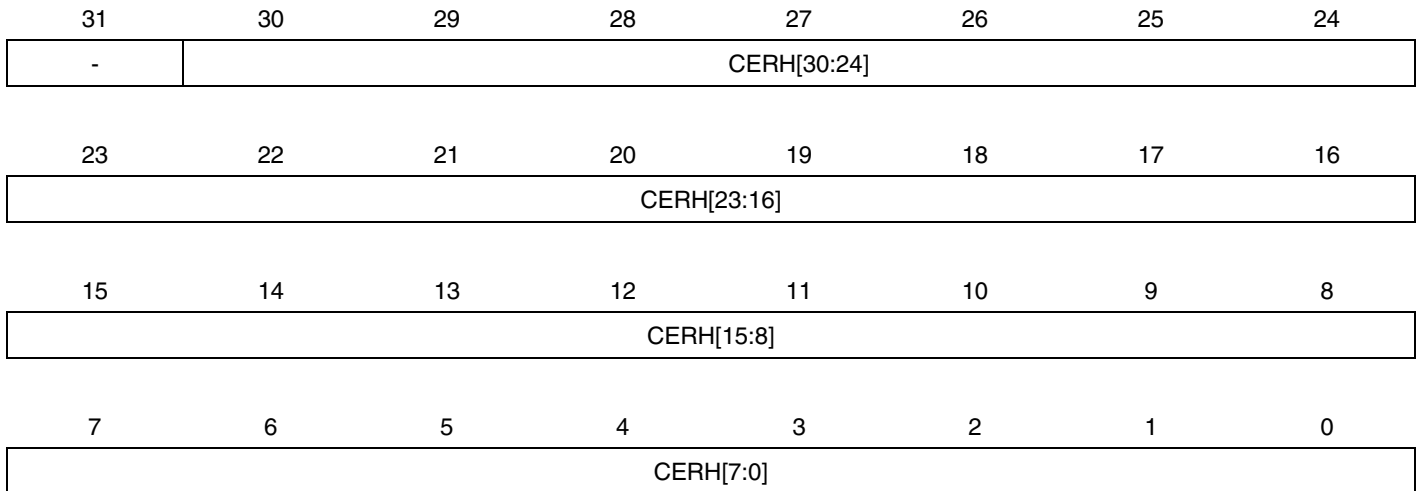 31 30 29 28 27 26 25 24
- CERH[30:24]
23 22 21 20 19 18 17 16
CERH[23:16]
15 14 13 12 11 10 9 8
CERH[15:8]
7 6 5 4 3 2 1 0
CERH[7:0]